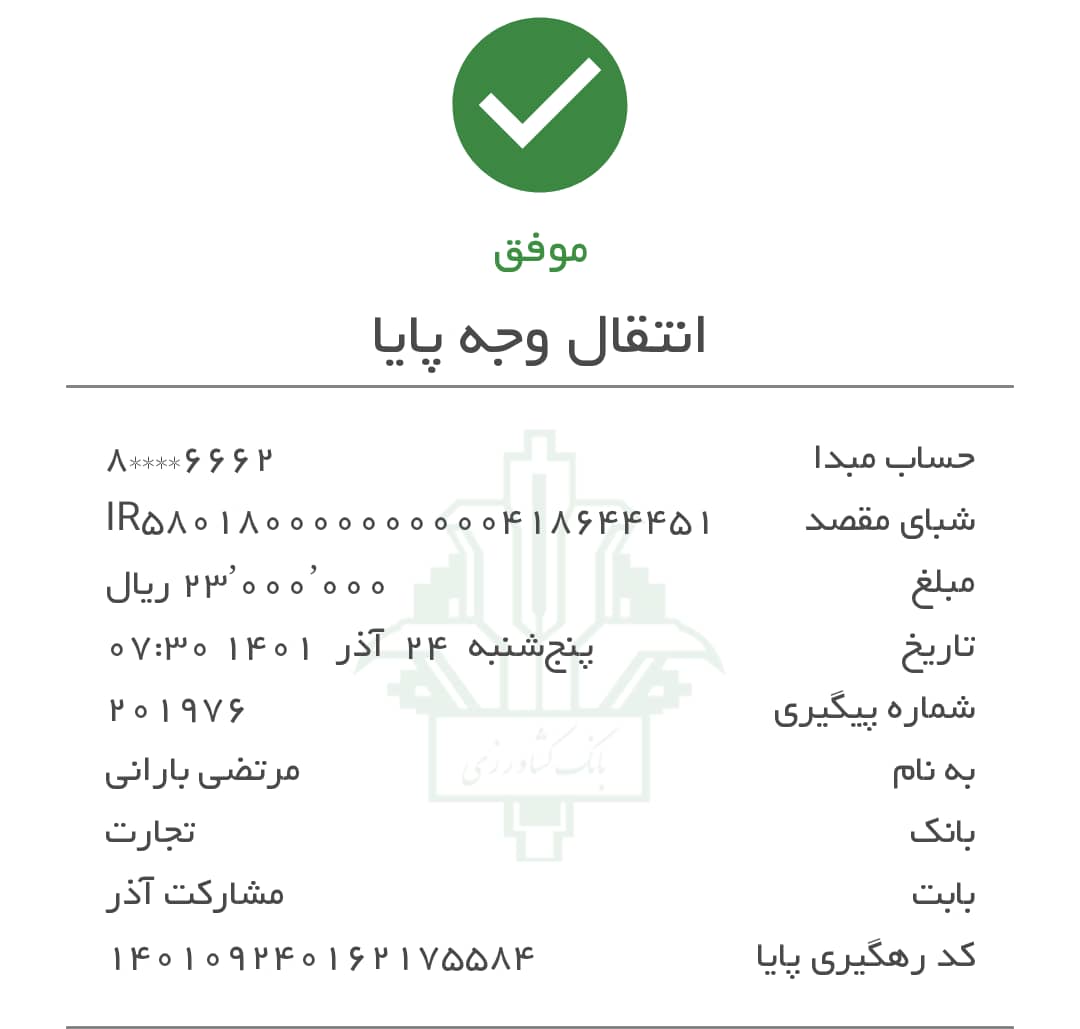 موفق
انتقال وجه پایا
حساب مبدا ۸****۶۶۶۲
شبای مقصد IR۵۸۰۱۸۰۰۰۰۰۰۰۰۰۰۴۱۸۶۴۴۴۵۱
مبلغ ۲۳٬۰۰۰٬۰۰۰ ریال
تاریخ پنج‌شنبه ۲۴ آذر ۱۴۰۱ ۰۷:۳۰
شماره پیگیری ۲۰۱۹۷۶
به نام مرتضی بارانی
بانک تجارت
بابت مشارکت آذر
کد رهگیری پایا ۱۴۰۱۰۹۲۴۰۱۶۲۱۷۵۵۸۴
بانک کشاورزی